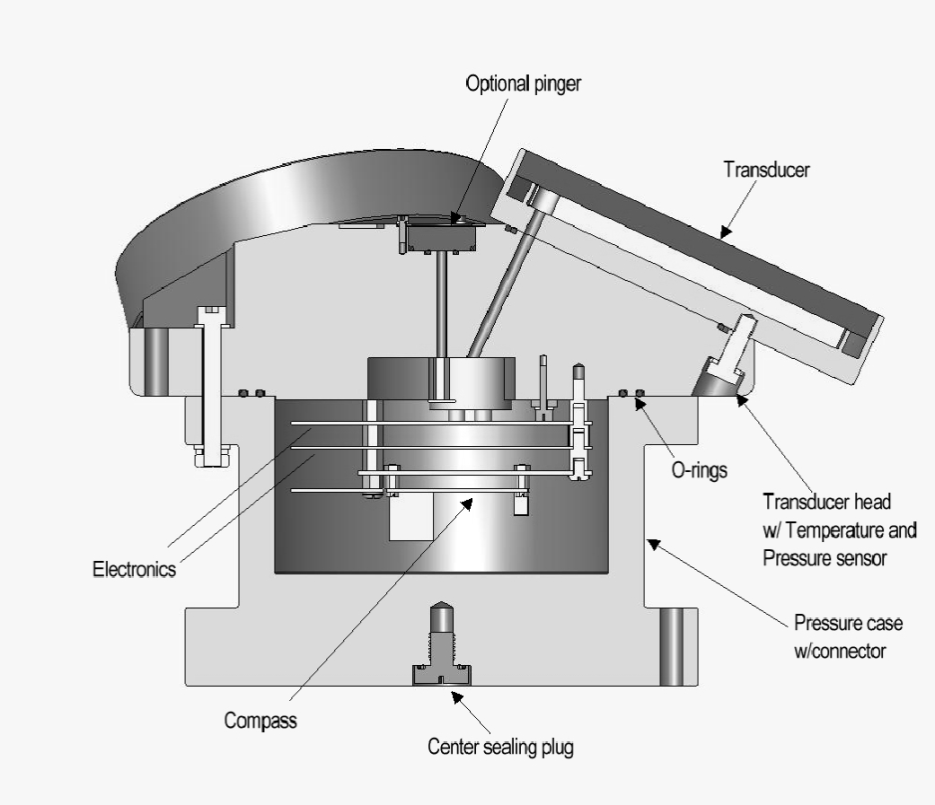 Optional pinger
Transducer
O-rings
Transducer head
w/ Temperature and
Pressure sensor
Electronics
Pressure case
w/connector
Compass
Center sealing plug